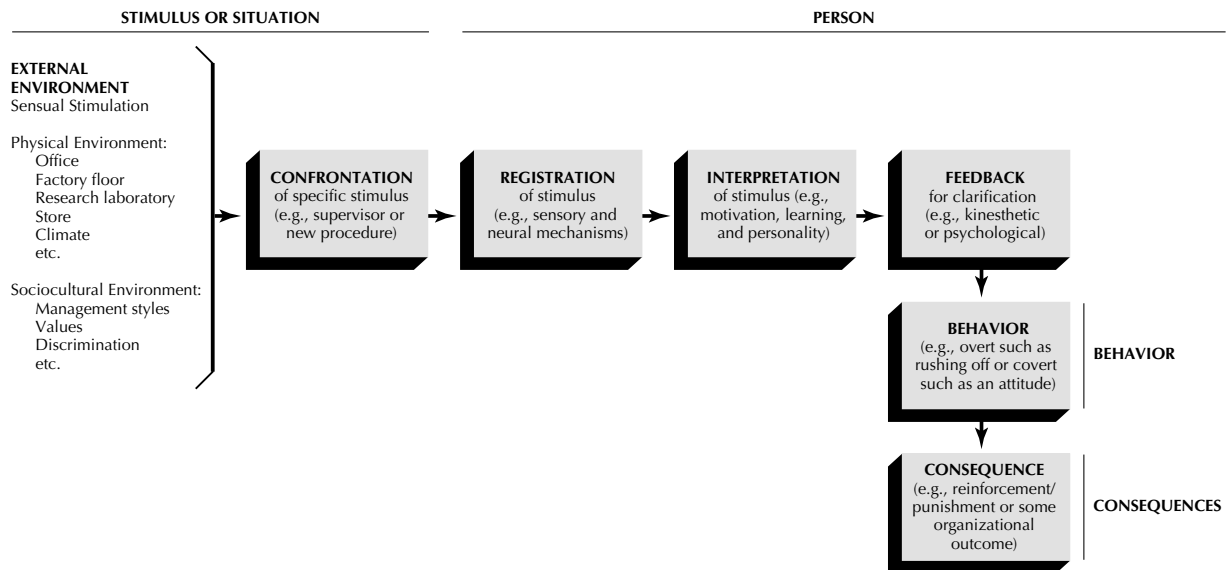 STIMULUS OR SITUATION
PERSON
EXTERNAL
ENVIRONMENT
Sensual Stimulation
Physical Environment:
Office
Factory floor
Research laboratory
Store
Climate
etc.
Sociocultural Environment:
Management styles
Values
Discrimination
etc.
CONFRONTATION
of specific stimulus
(e.g., supervisor or
new procedure)
REGISTRATION
of stimulus
(e.g., sensory and
neural mechanisms)
INTERPRETATION
of stimulus (e.g.,
motivation, learning,
and personality)
FEEDBACK
for clarification
(e.g., kinesthetic
or psychological)
BEHAVIOR
(e.g., overt such as
rushing off or covert
such as an attitude)
BEHAVIOR
CONSEQUENCE
(e.g., reinforcement/
punishment or some
organizational
outcome)
CONSEQUENCES